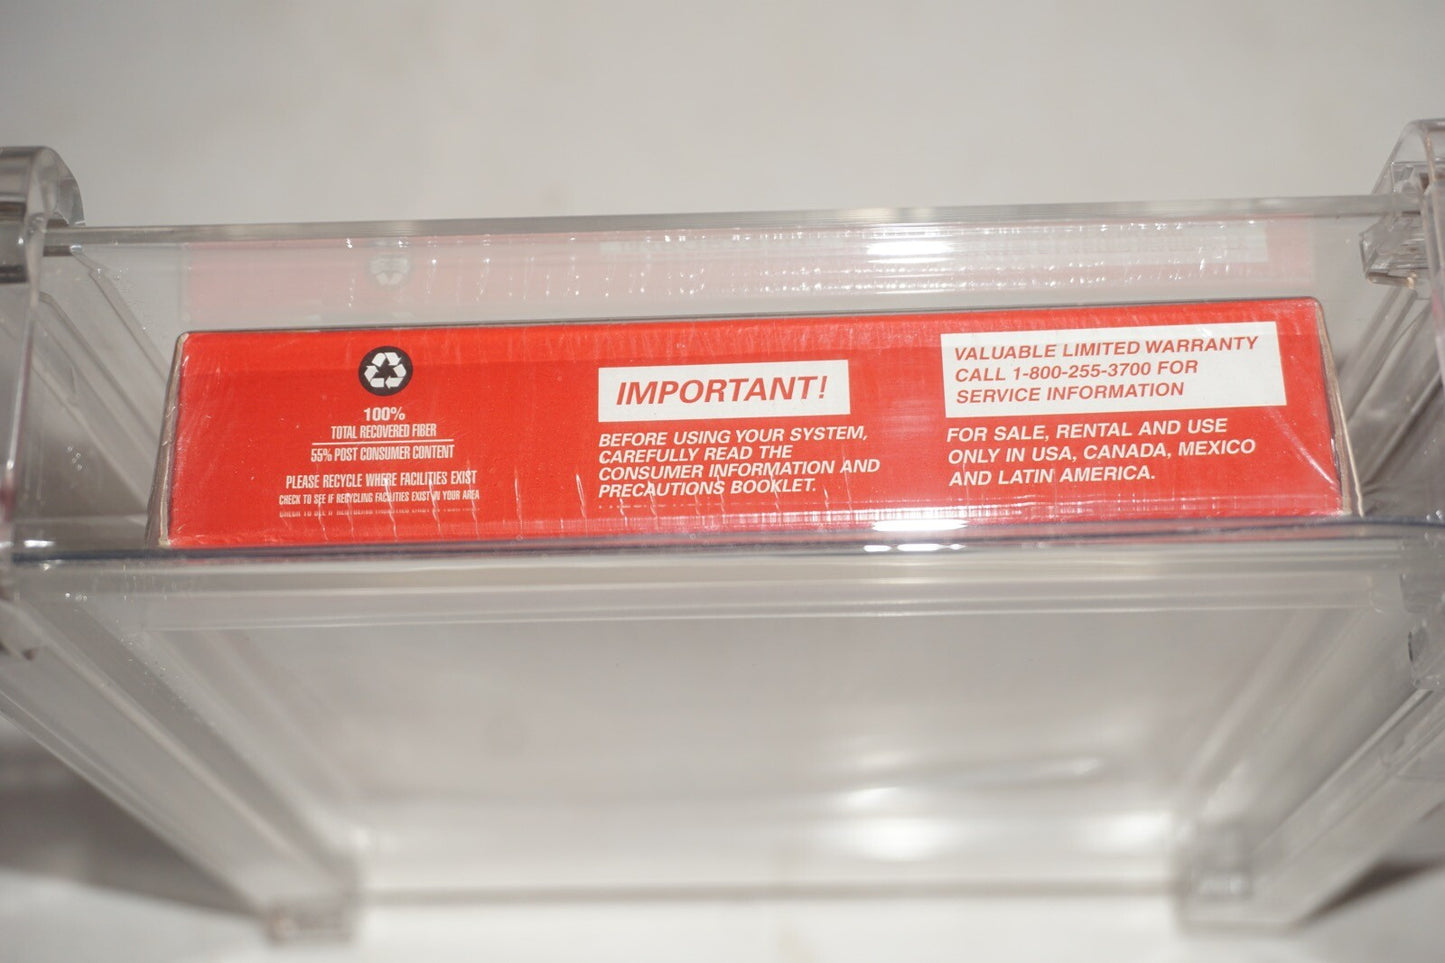 100%
TOTAL RECOVERED FIBER
55% POST CONSUMER CONTENT
PLEASE RECYCLE WHERE FACILITIES EXIST
CHECK TO SEE IF RECYCLING FACILITIES EXIST IN YOUR AREA
IMPORTANT!
BEFORE USING YOUR SYSTEM,
CAREFULLY READ THE
CONSUMER INFORMATION AND
PRECAUTIONS BOOKLET.
VALUABLE LIMITED WARRANTY
CALL 1-800-255-3700 FOR
SERVICE INFORMATION
FOR SALE, RENTAL AND USE
ONLY IN USA, CANADA, MEXICO
AND LATIN AMERICA.